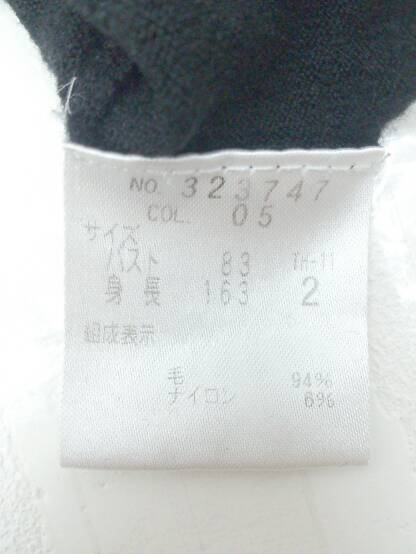 NO. 323747
COL. 05
サイズ
バスト 83 TH-11
身長 163 2
組成表示
毛 94%
ナイロン 6%